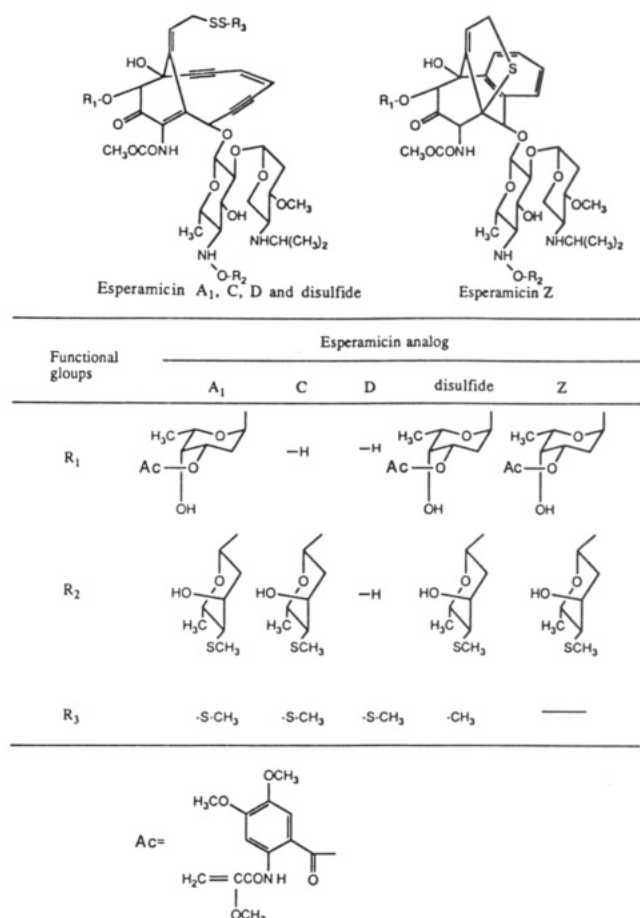 SS-R3
HO
R1-O
O
CH3OCONH
O
O
O
O
OH
OCH3
H3C
NHCH(CH3)2
NH
O-R2
Esperamicin A1, C, D and disulfide
HO
S
R1-O
O
CH3OCONH
O
O
O
O
OH
OCH3
H3C
NHCH(CH3)2
NH
O-R2
Esperamicin Z
Functional gloups
Esperamicin analog
A1 C D disulfide Z
R1
H3C O Ac O OH
-H
-H
H3C O Ac O OH
H3C O Ac O OH
R2
O HO H3C SCH3
O HO H3C SCH3
-H
O HO H3C SCH3
O HO H3C SCH3
R3 -S-CH3 -S-CH3 -S-CH3 -CH3 —
OCH3
H3CO
Ac=
H2C=CCONH O
OCH3